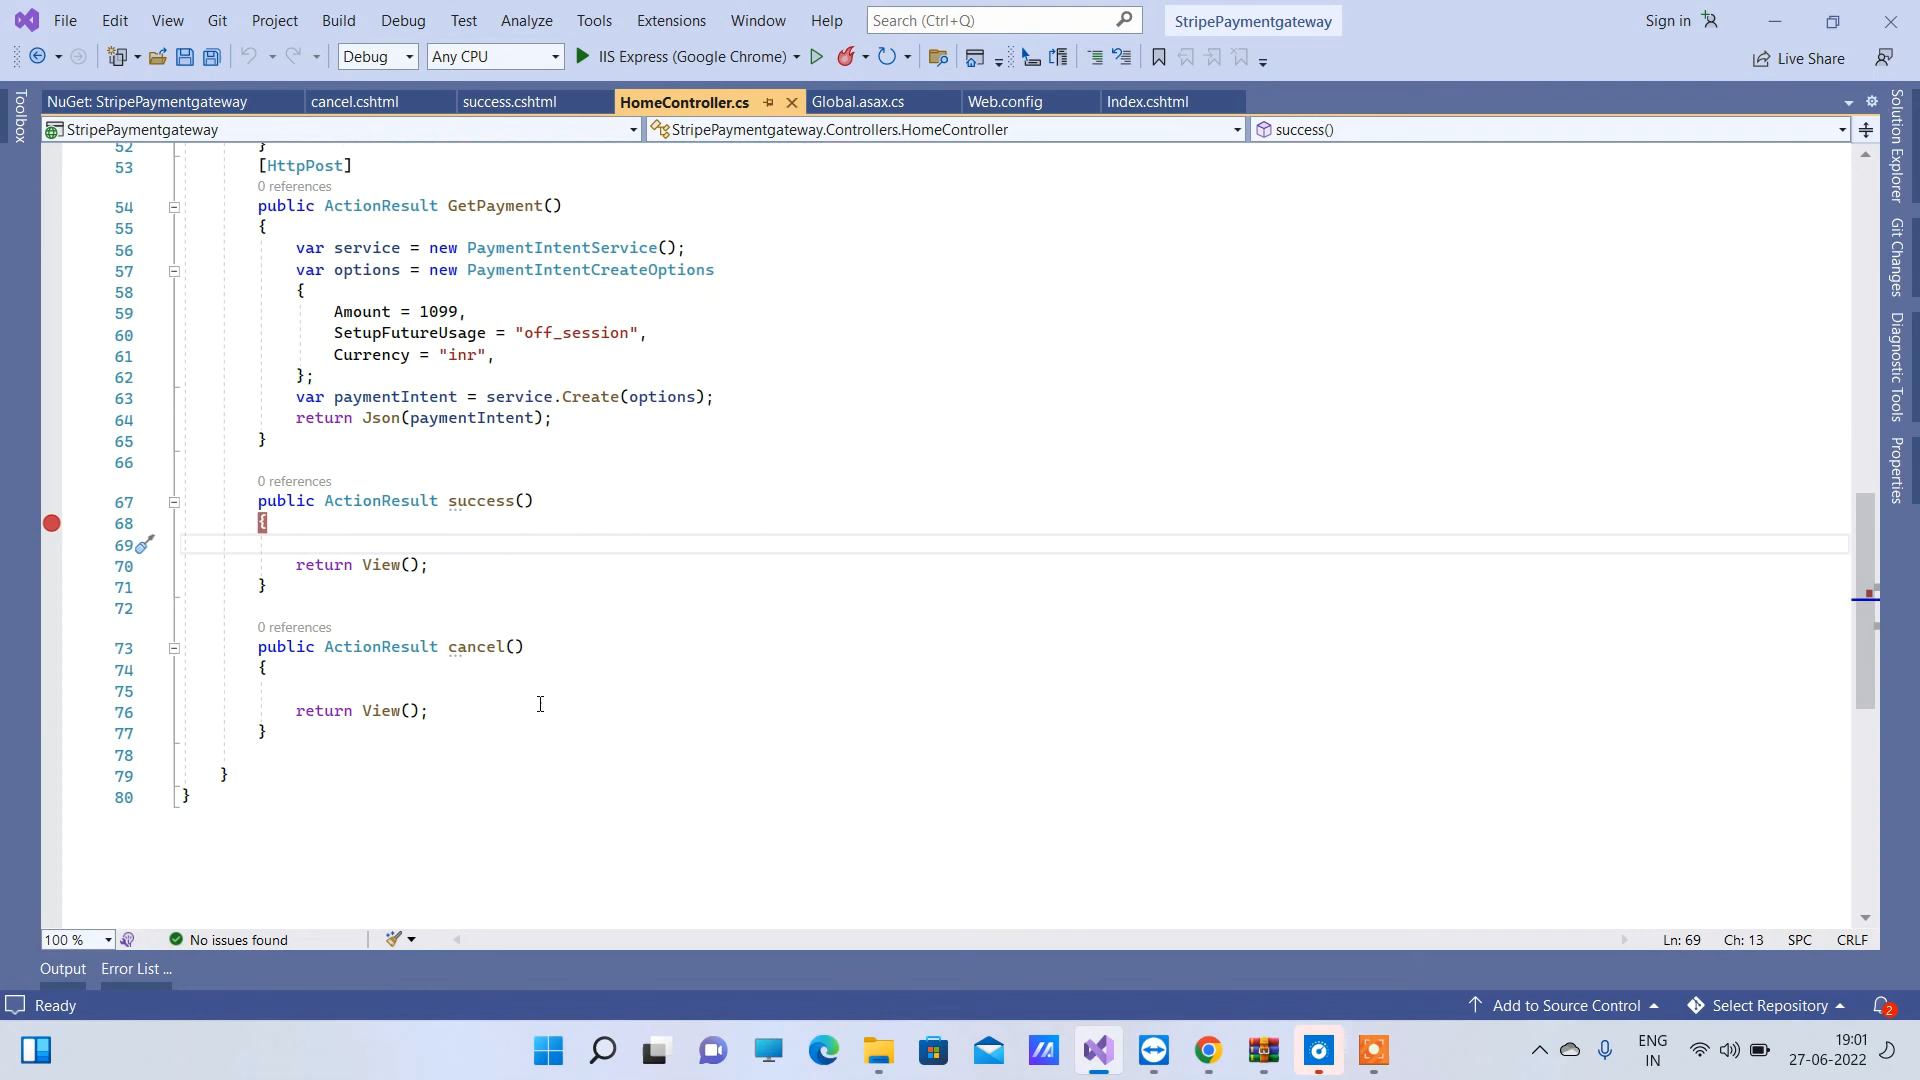 File Edit View Git Project Build Debug Test Analyze Tools Extensions Window Help Search (Ctrl+Q) StripePaymentgateway Sign in
Debug Any CPU IIS Express (Google Chrome) Live Share
Toolbox
NuGet: StripePaymentgateway cancel.cshtml success.cshtml HomeController.cs Global.asax.cs Web.config Index.cshtml
StripePaymentgateway StripePaymentgateway.Controllers.HomeController success()
52 }
53 [HttpPost]
0 references
54 public ActionResult GetPayment()
55 {
56 var service = new PaymentIntentService();
57 var options = new PaymentIntentCreateOptions
58 {
59 Amount = 1099,
60 SetupFutureUsage = "off_session",
61 Currency = "inr",
62 };
63 var paymentIntent = service.Create(options);
64 return Json(paymentIntent);
65 }
66
0 references
67 public ActionResult success()
68 {
69
70 return View();
71 }
72
0 references
73 public ActionResult cancel()
74 {
75
76 return View();
77 }
78
79 }
80 }
Solution Explorer
Git Changes
Diagnostic Tools
Properties
100 % No issues found Ln: 69 Ch: 13 SPC CRLF
Output Error List ...
Ready Add to Source Control Select Repository 2
ENG
IN
19:01
27-06-2022